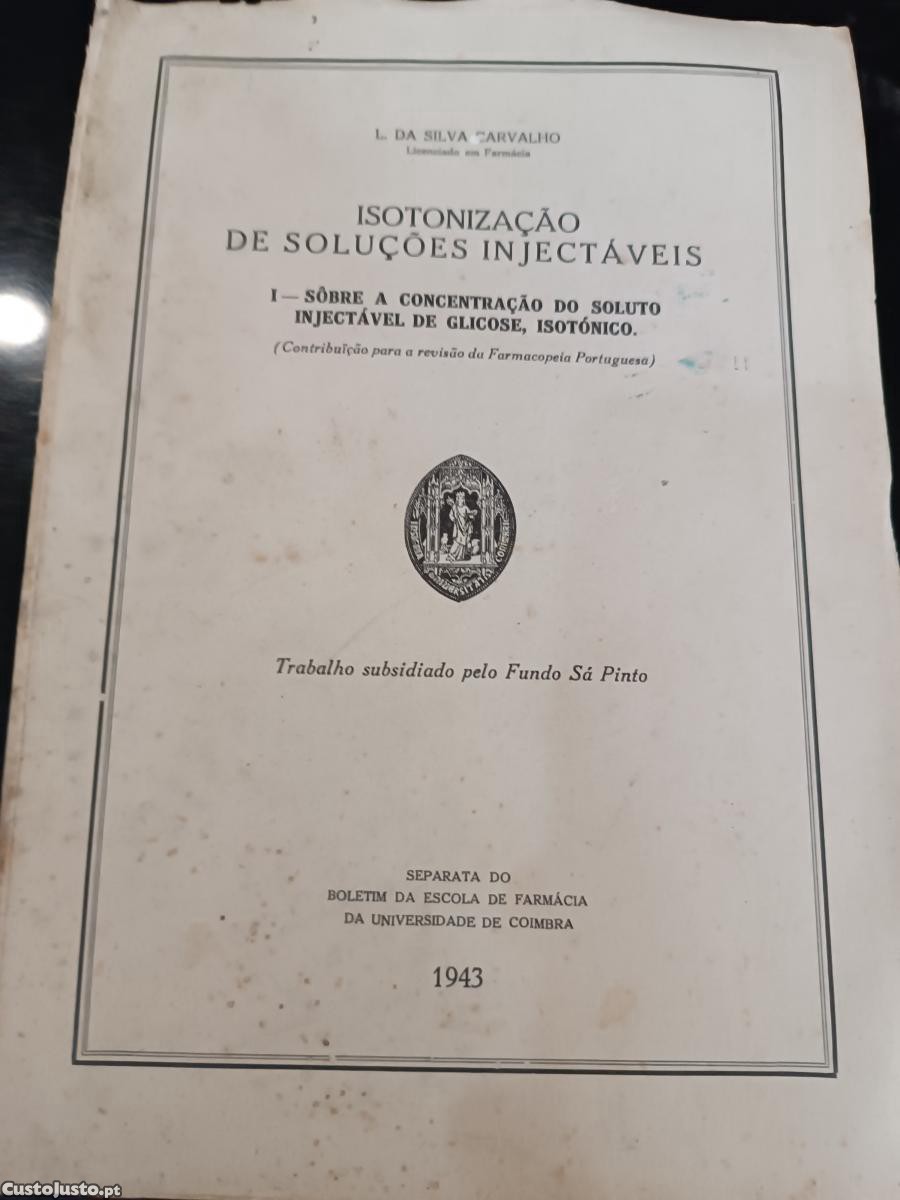 L. DA SILVA CARVALHO
Licenciado em Farmácia
ISOTONIZAÇÃO
DE SOLUÇÕES INJECTÁVEIS
I — SÔBRE A CONCENTRAÇÃO DO SOLUTO
INJECTÁVEL DE GLICOSE, ISOTÓNICO.
(Contribuïção para a revisão da Farmacopeia Portuguesa)
Trabalho subsidiado pelo Fundo Sá Pinto
SEPARATA DO
BOLETIM DA ESCOLA DE FARMÁCIA
DA UNIVERSIDADE DE COIMBRA
1943
CustoJusto.pt